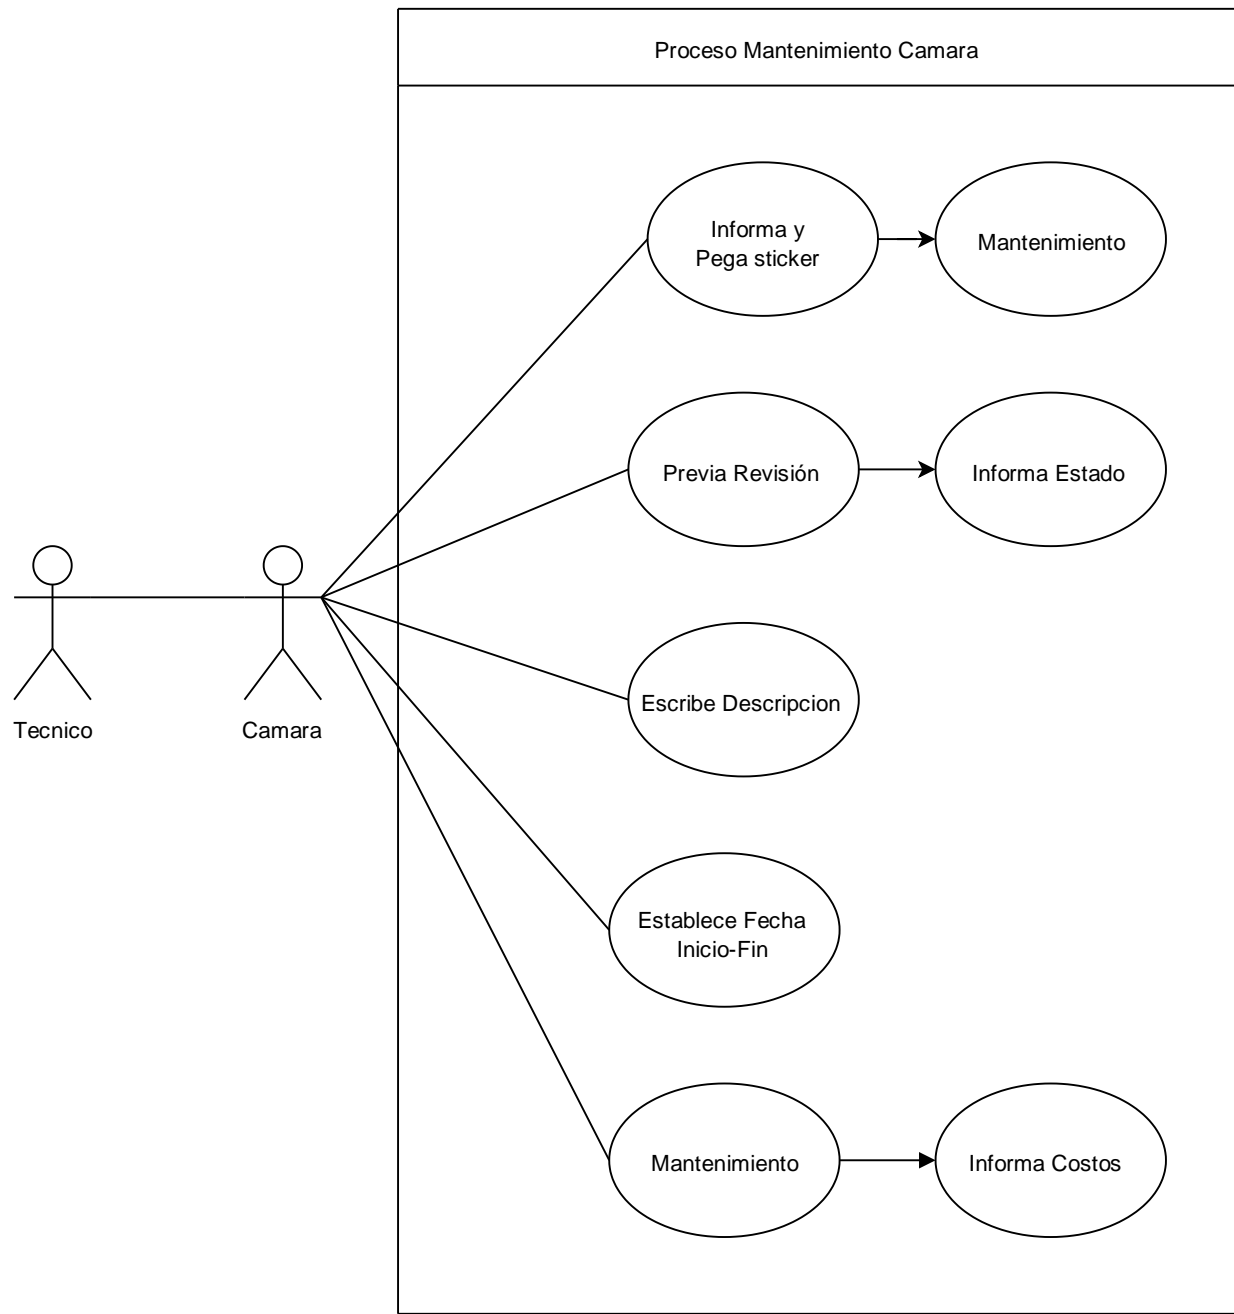 Proceso Mantenimiento Camara
Informa y
Pega sticker
Mantenimiento
Previa Revisión
Informa Estado
Escribe Descripcion
Tecnico
Camara
Establece Fecha
Inicio-Fin
Mantenimiento
Informa Costos